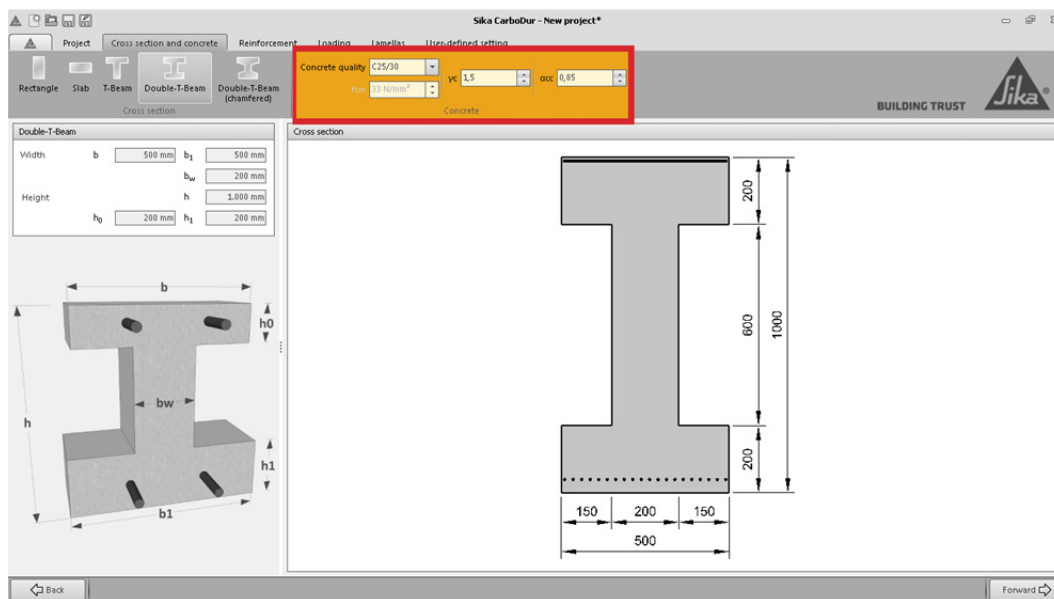 Sika CarboDur - New project*
Project Cross section and concrete Reinforcement Loading Lamellas User-defined setting
Rectangle Slab T-Beam Double-T-Beam Double-T-Beam
(chamfered)
Cross section
Concrete quality C25/30
fcm 33 N/mm²
γc 1,5
αcc 0,85
Concrete
BUILDING TRUST
Sika®
Double-T-Beam
Width b 500 mm b1 500 mm
bw 200 mm
Height h 1.000 mm
h0 200 mm h1 200 mm
b
h0
bw
h
h1
b1
Cross section
200
600
1000
200
150 200 150
500
Back
Forward